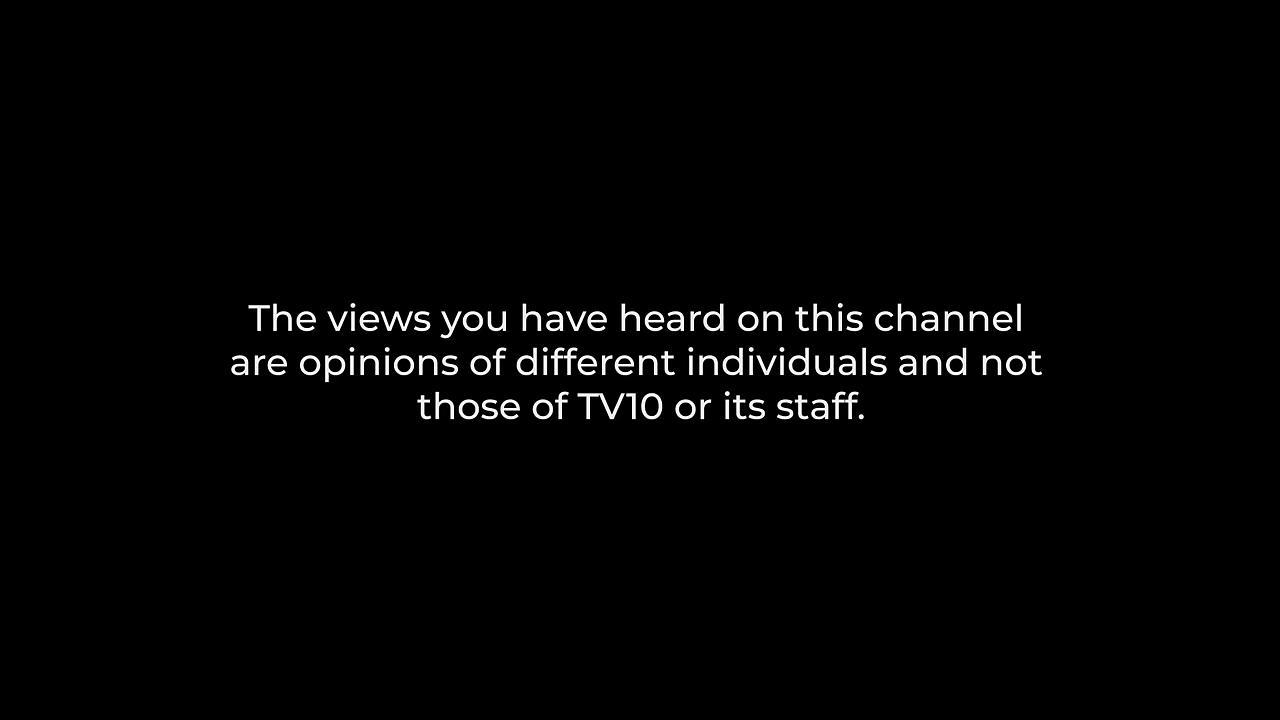 The views you have heard on this channel
are opinions of different individuals and not
those of TV10 or its staff.